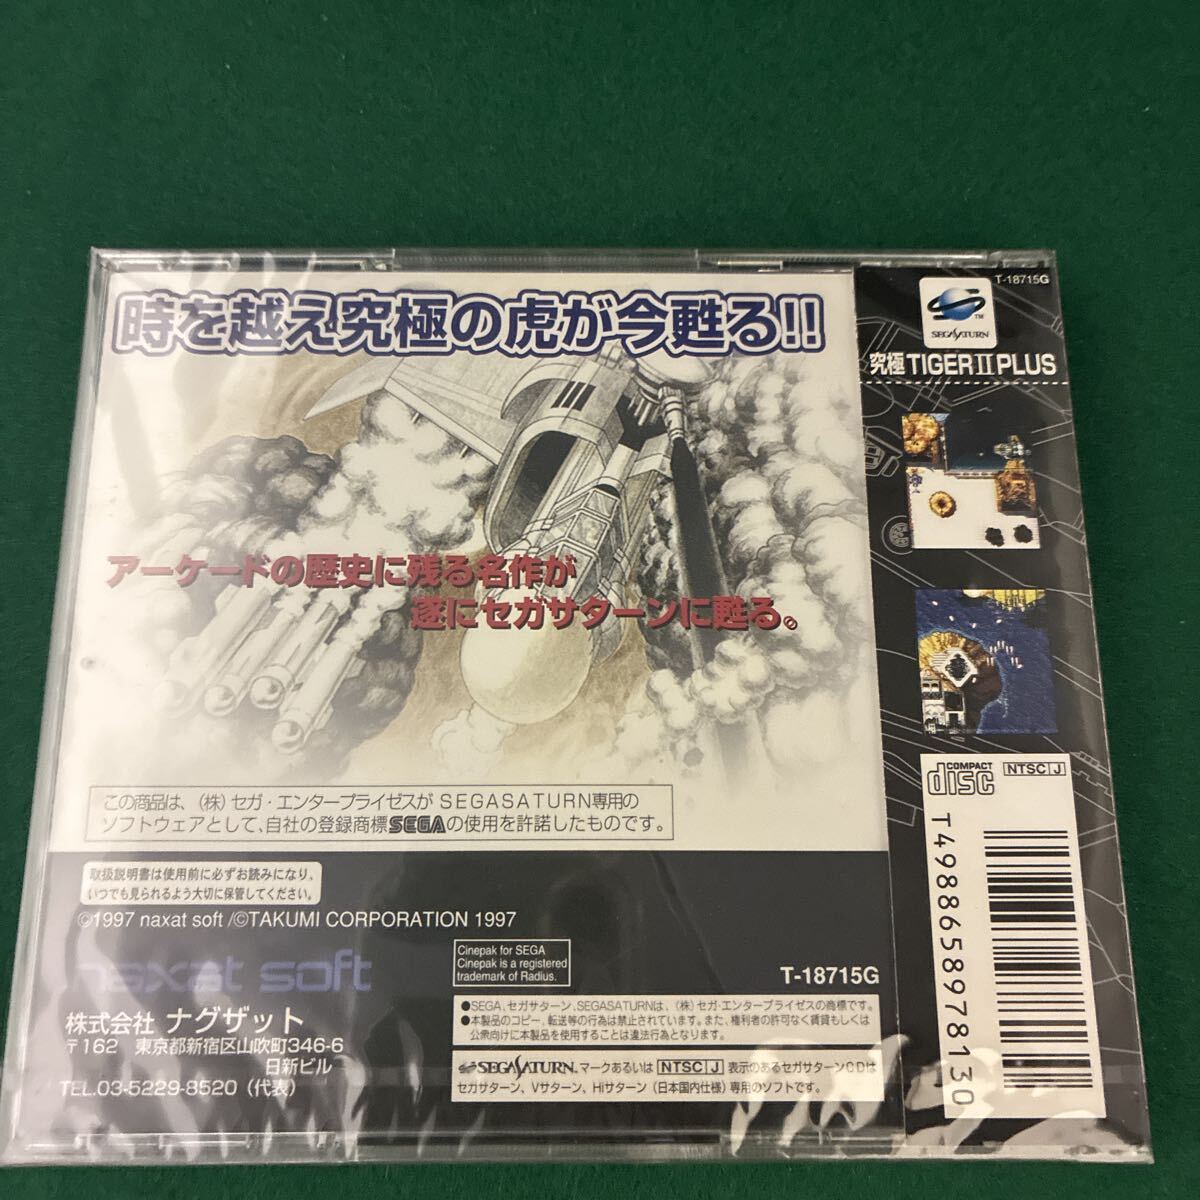 時を越え究極の虎が今甦る!!
アーケードの歴史に残る名作が
遂にセガサターンに甦る。
この商品は、(株)セガ・エンタープライゼスが SEGASATURN専用の
ソフトウェアとして、自社の登録商標SEGAの使用を許諾したものです。
取扱説明書は使用前に必ずお読みになり、
いつでも見られるよう大切に保管してください。
©1997 naxat soft /©TAKUMI CORPORATION 1997
naxat soft
株式会社 ナグザット
〒162 東京都新宿区山吹町346-6
日新ビル
TEL.03-5229-8520(代表)
Cinepak for SEGA
Cinepak is a registered
trademark of Radius.
T-18715G
●SEGA、セガサターン、SEGASATURNは、(株)セガ・エンタープライゼスの商標です。
●本製品のコピー、転送等の行為は禁止されています。また、権利者の許可なく賃貸もしくは
公衆向けに本製品を使用することは違法行為となります。
SEGASATURN マークあるいは NTSC J 表示のあるセガサターンCDは
セガサターン、Vサターン、Hiサターン(日本国内仕様)専用のソフトです。
T-18715G
TM
SEGASATURN
究極TIGERⅡPLUS
COMPACT
disc
NTSC J
T4988658978130